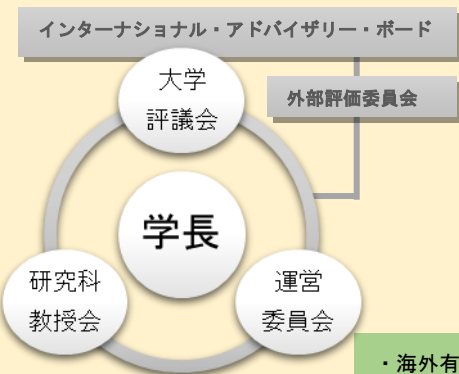 インターナショナル・アドバイザリー・ボード
大学
評議会
外部評価委員会
学長
研究科
教授会
運営
委員会
・海外有